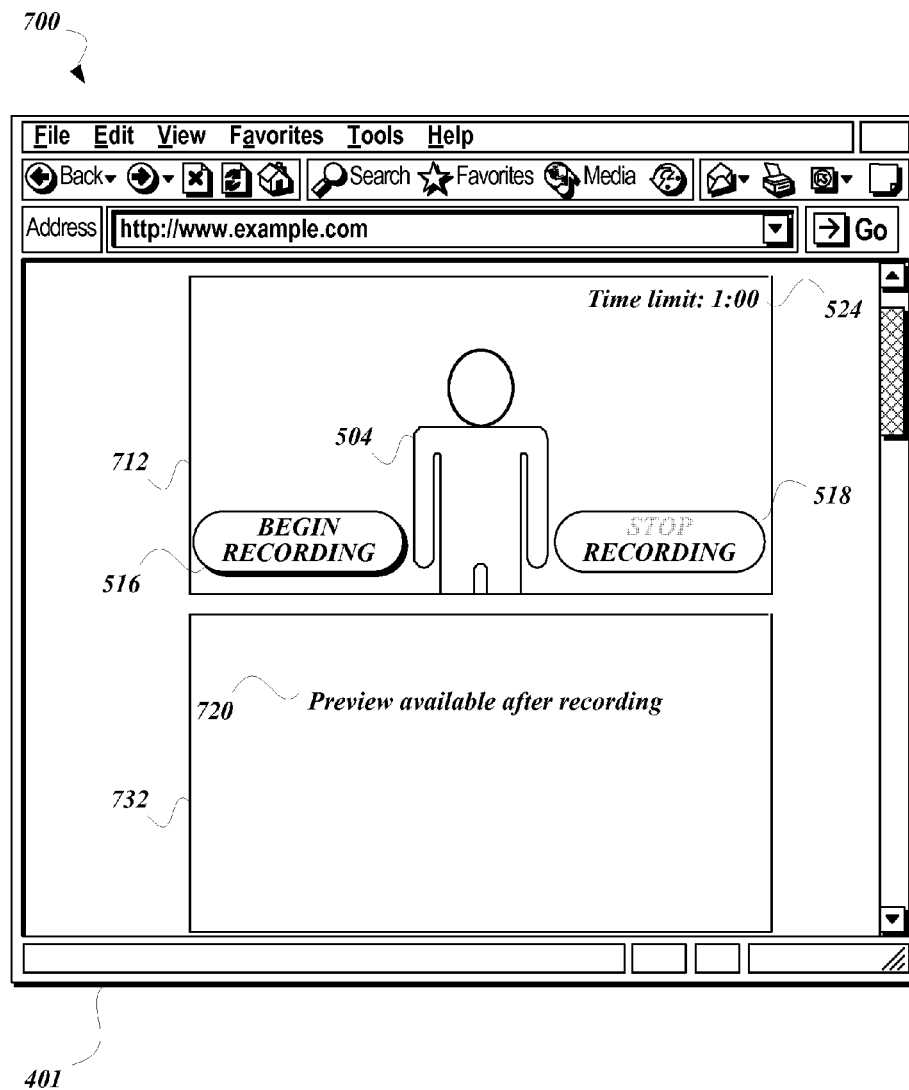 700
File Edit View Favorites Tools Help
Back Search Favorites Media
Address http://www.example.com Go
Time limit: 1:00
524
504
712
518
BEGIN
RECORDING
STOP
RECORDING
516
720
Preview available after recording
732
401